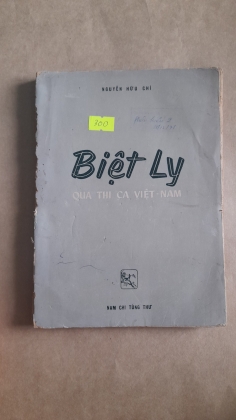 NGUYỄN HỮU CHÍ
300
Biệt Ly
QUA THI CA VIỆT-NAM
NAM CHI TÙNG THƯ